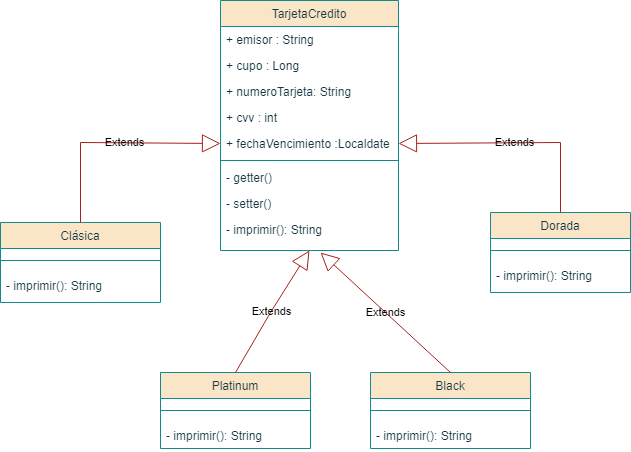 TarjetaCredito
+ emisor : String
+ cupo : Long
+ numeroTarjeta: String
+ cvv : int
+ fechaVencimiento :Localdate
- getter()
- setter()
- imprimir(): String
Extends
Extends
Clásica
- imprimir(): String
Dorada
- imprimir(): String
Extends
Extends
Platinum
- imprimir(): String
Black
- imprimir(): String